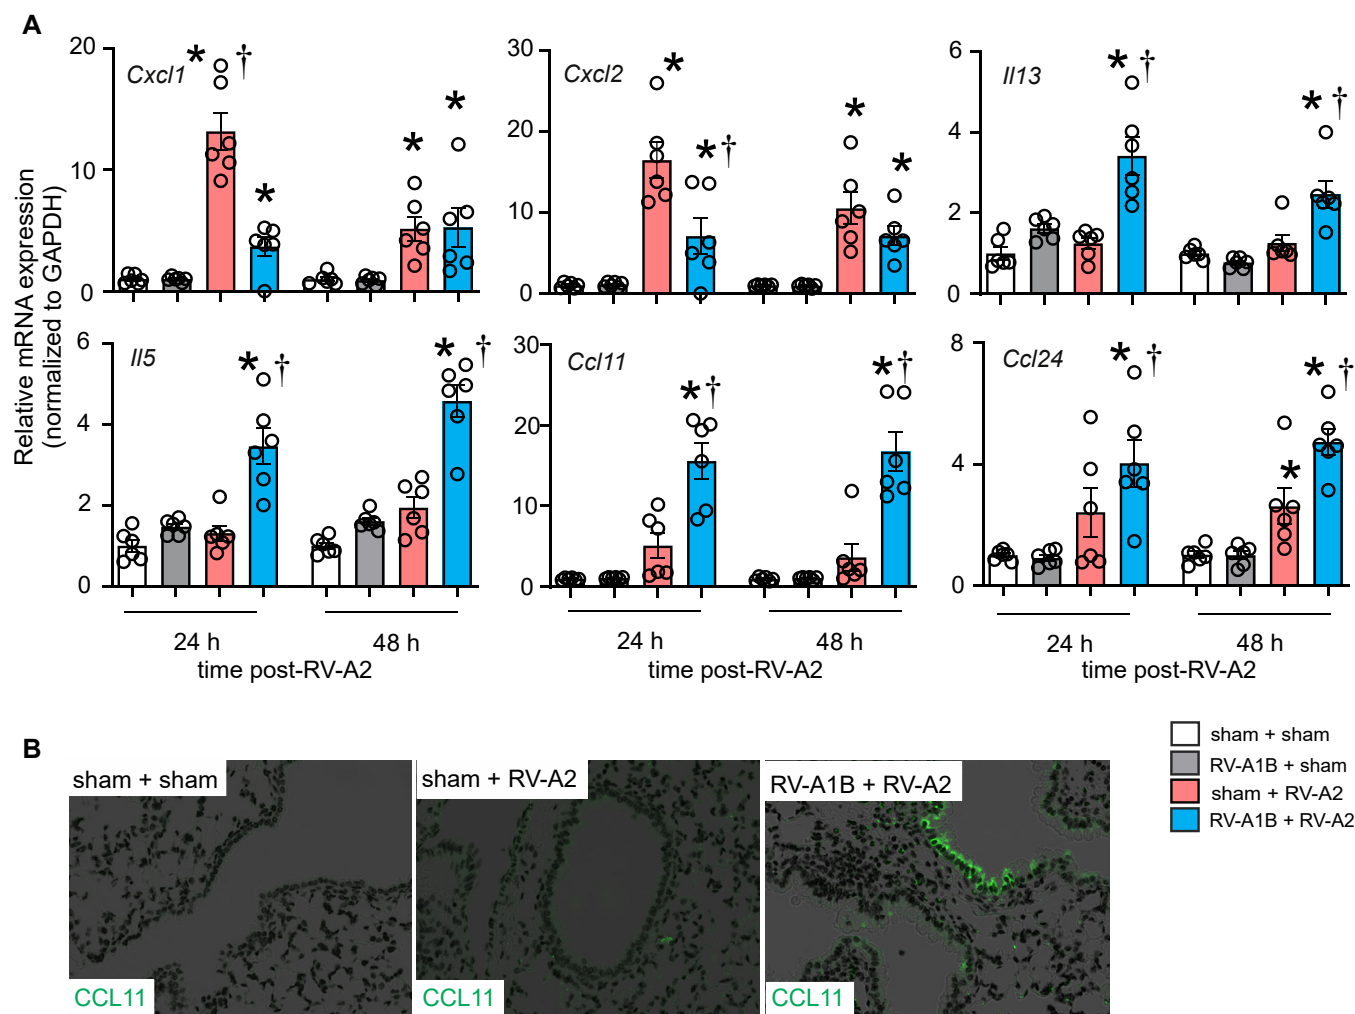 A
Relative mRNA expression
(normalized to GAPDH)
20
10
0
Cxcl1
* †
*
*
*
30
20
10
0
Cxcl2
*
* †
*
*
6
4
2
0
Il13
* †
* †
6
4
2
0
Il5
* †
* †
30
20
10
0
Ccl11
* †
* †
8
4
0
Ccl24
* †
*
* †
24 h
48 h
time post-RV-A2
24 h
48 h
time post-RV-A2
24 h
48 h
time post-RV-A2
B
sham + sham
CCL11
sham + RV-A2
CCL11
RV-A1B + RV-A2
CCL11
sham + sham
RV-A1B + sham
sham + RV-A2
RV-A1B + RV-A2